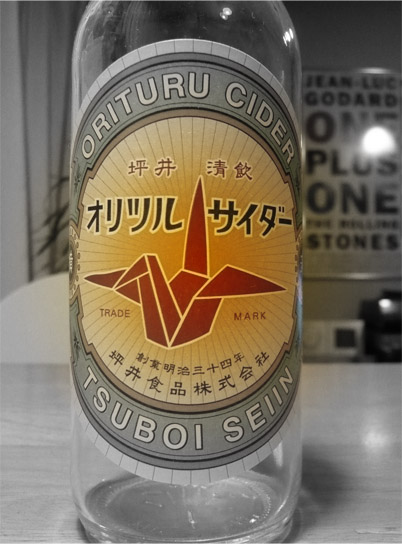 ORITURU CIDER
坪井 清飲
オリツル サイダー
TRADE MARK
創業明治三十四年
坪井食品株式会社
TSUBOI SEIIN
JEAN-LUC
GODARD
ONE
PLUS
ONE
THE ROLLING
STONES